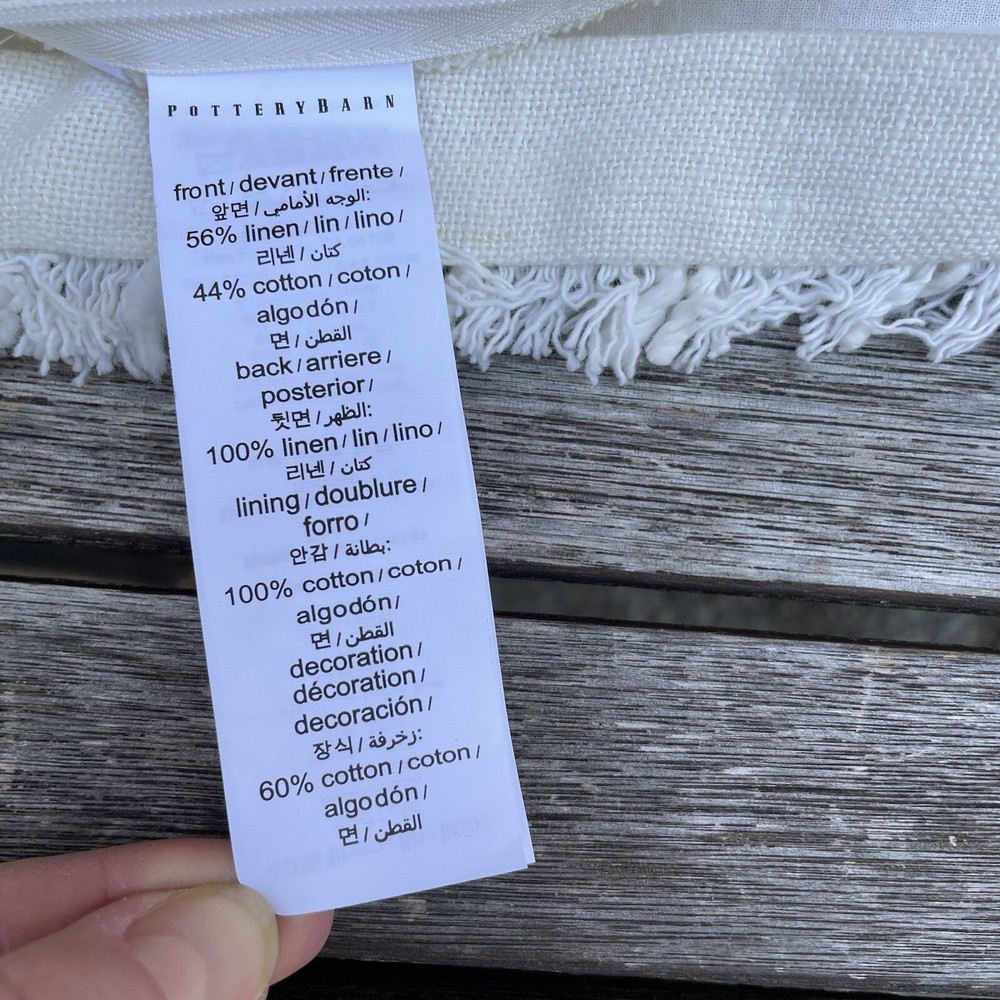 POTTERYBARN
front / devant / frente /
앞면 / الوجه الأمامي:
56% linen / lin / lino /
리넨 / كتان
44% cotton / coton /
algodón /
면 / القطن
back / arriere /
posterior /
뒷면 / الظهر:
100% linen / lin / lino /
리넨 / كتان
lining / doublure /
forro /
안감 / بطانة:
100% cotton / coton /
algodón /
면 / القطن
decoration /
décoration /
decoración /
장식 / زخرفة:
60% cotton / coton /
algodón /
면 / القطن